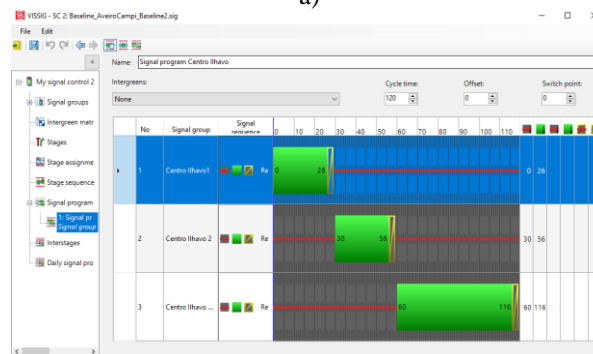 a)
VISSIG - SC 2: Baseline_AveiroCampi_Baseline2.sig
File Edit
Name: Signal program Centro Ilhavo
My signal control 2
Signal groups
Intergreen matr
Stages
Stage assignme
Stage sequence
Signal program
1: Signal pr
Signal group
Interstages
Daily signal pro
Intergreens: Cycle time: Offset: Switch point:
None 120 0 0
No Signal group Signal sequence 0 10 20 30 40 50 60 70 80 90 100 110
1 Centro Ilhavo1 Re 0 26 0 26
2 Centro Ilhavo 2 Re 30 56 30 56
3 Centro Ilhavo ... Re 60 116 60 116